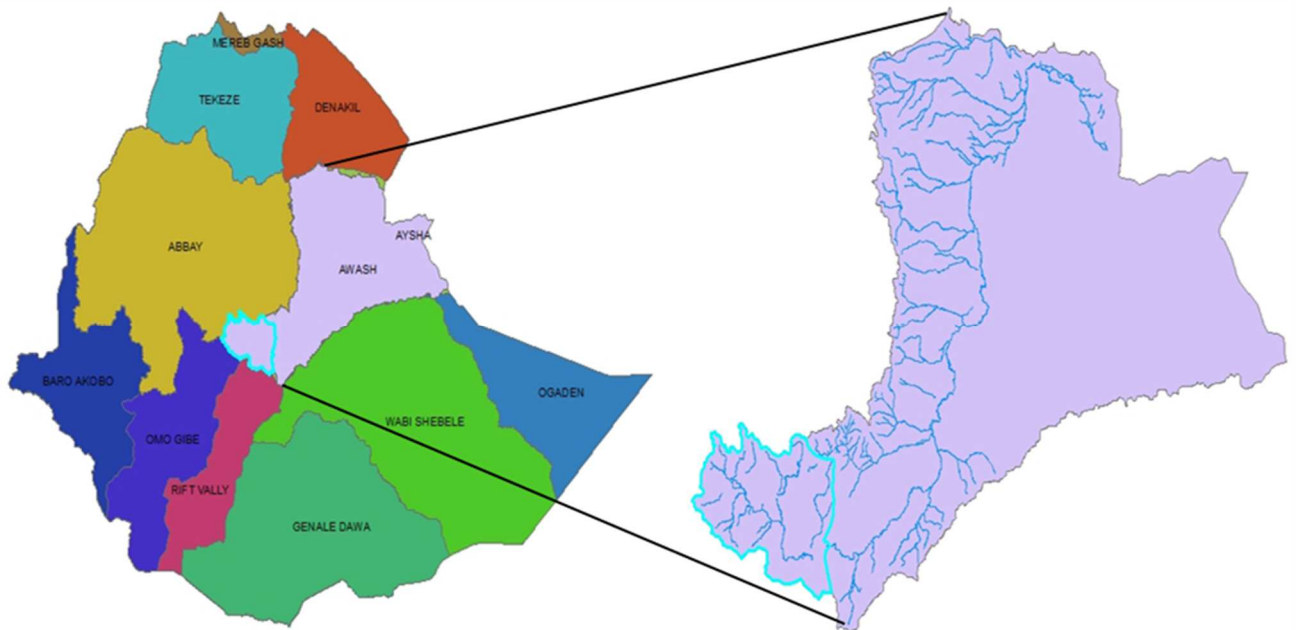 MEREB GASH
TEKEZE
DENAKIL
ABBAY
AYSHA
AWASH
BARO AKOBO
OGADEN
WABI SHEBELE
OMO GIBE
RIFT VALLY
GENALE DAWA